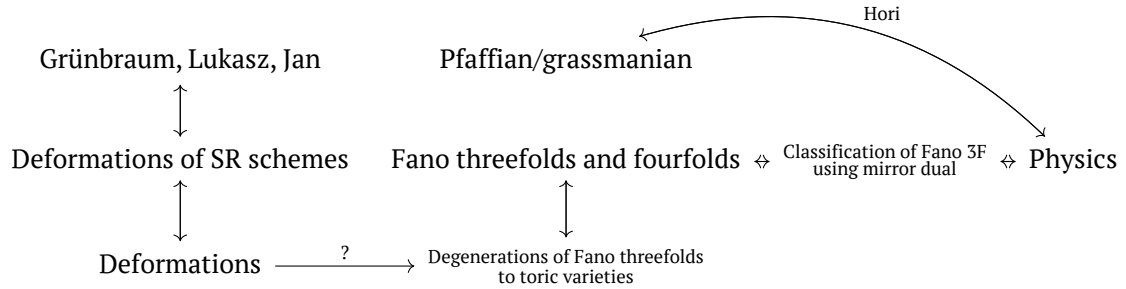 Hori
Grünbaum, Lukasz, Jan
Pfaffian/grassmanian
Deformations of SR schemes
Fano threefolds and fourfolds
Classification of Fano 3F
using mirror dual
Physics
Deformations
?
Degenerations of Fano threefolds
to toric varieties